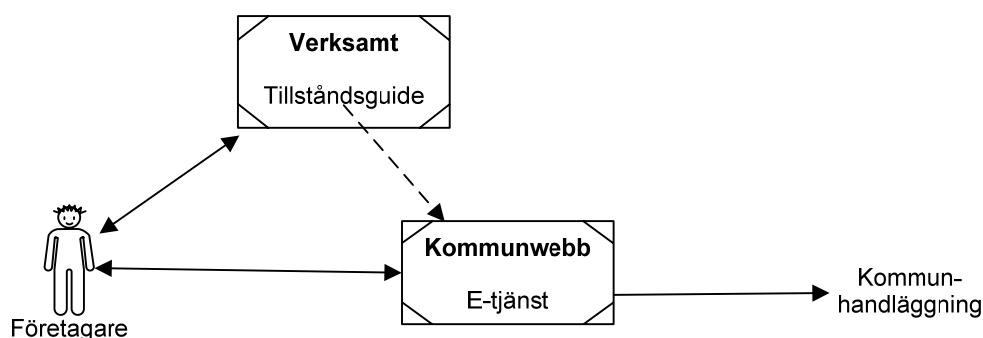 Verksamt
Tillståndsguide
Kommunwebb
E-tjänst
Kommun-
handläggning
Företagare